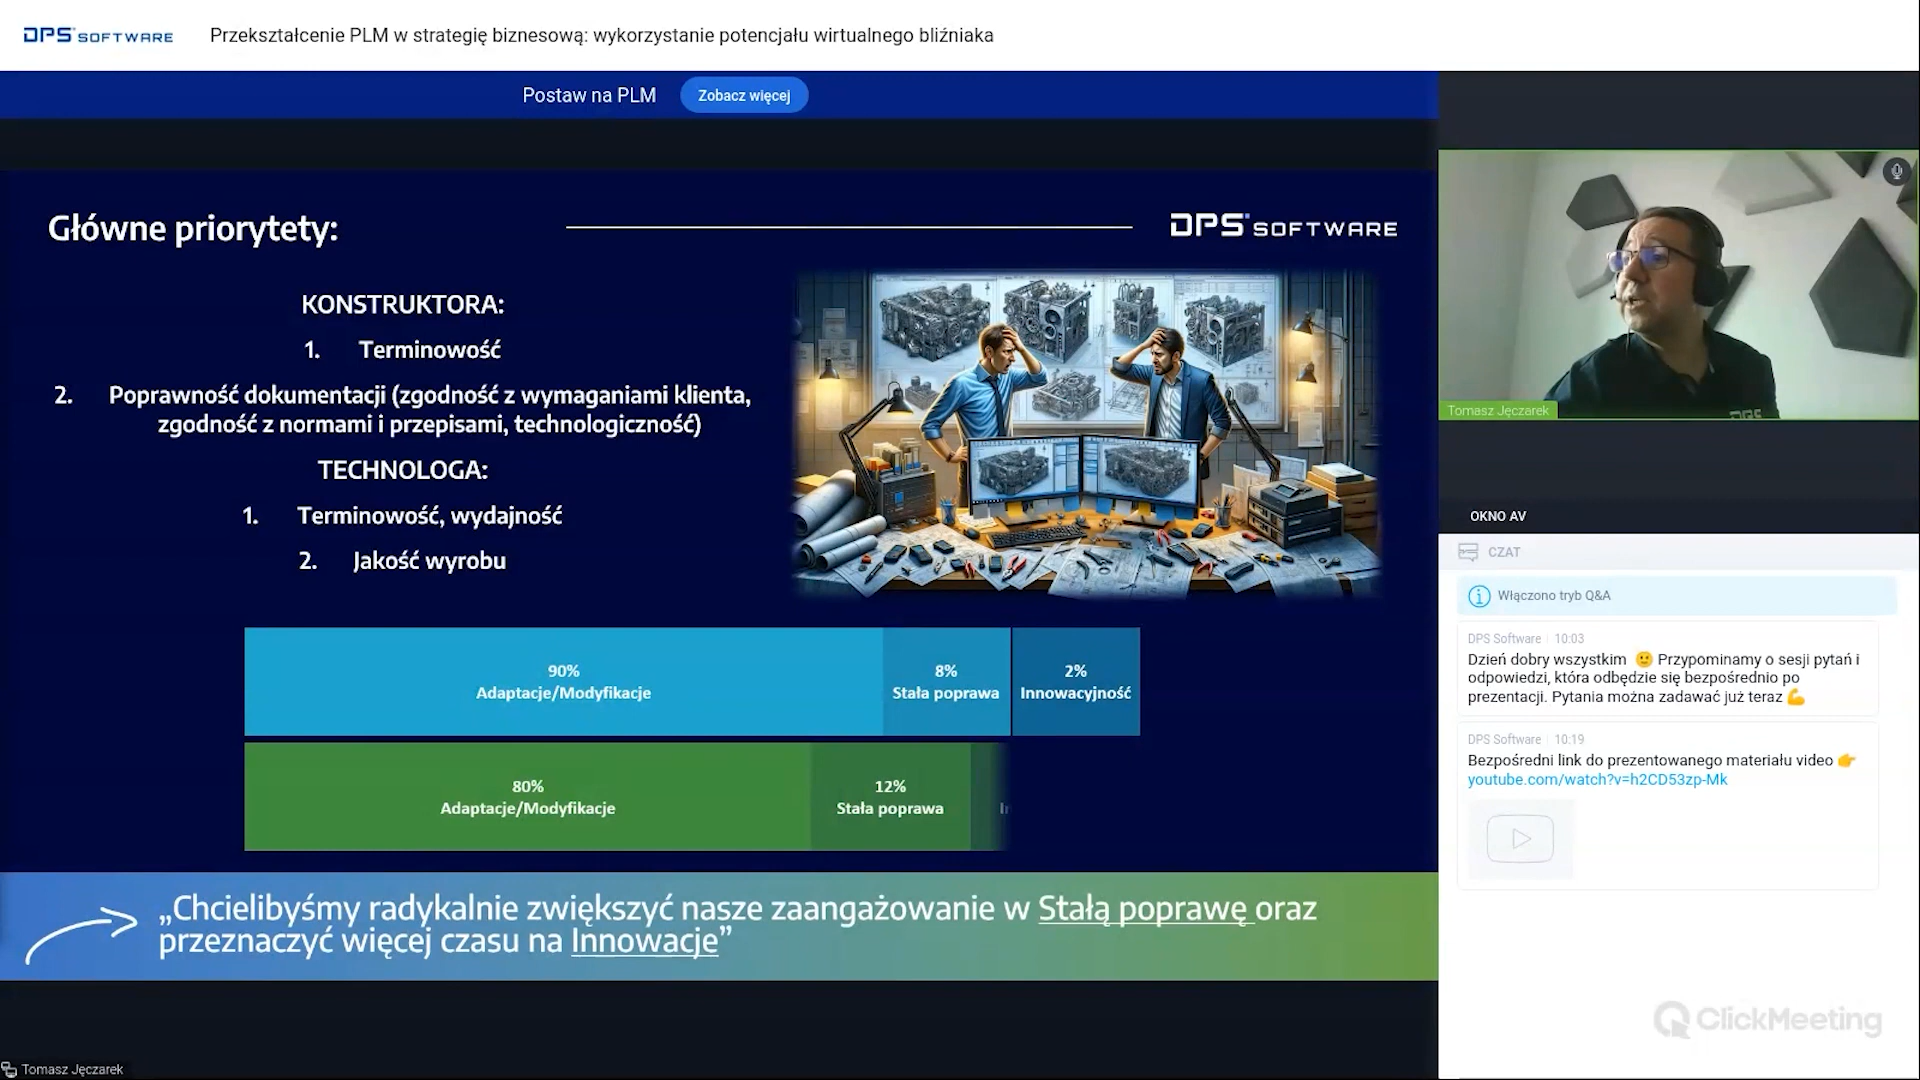 DPS SOFTWARE
Przekształcenie PLM w strategię biznesową: wykorzystanie potencjału wirtualnego bliźniaka
Postaw na PLM
Zobacz więcej
Główne priorytety:
DPS SOFTWARE
KONSTRUKTORA:
1. Terminowość
2. Poprawność dokumentacji (zgodność z wymaganiami klienta,
zgodność z normami i przepisami, technologiczność)
TECHNOLOGA:
1. Terminowość, wydajność
2. Jakość wyrobu
90%
Adaptacje/Modyfikacje
8%
Stała poprawa
2%
Innowacyjność
80%
Adaptacje/Modyfikacje
12%
Stała poprawa
„Chcielibyśmy radykalnie zwiększyć nasze zaangażowanie w Stałą poprawę oraz
przeznaczyć więcej czasu na Innowacje”
Tomasz Jęczarek
Tomasz Jęczarek
OKNO AV
CZAT
Włączono tryb Q&A
DPS Software 10:03
Dzień dobry wszystkim 🙂 Przypominamy o sesji pytań i
odpowiedzi, która odbędzie się bezpośrednio po
prezentacji. Pytania można zadawać już teraz 💪
DPS Software 10:19
Bezpośredni link do prezentowanego materiału video 👉
youtube.com/watch?v=h2CD53zp-Mk
ClickMeeting